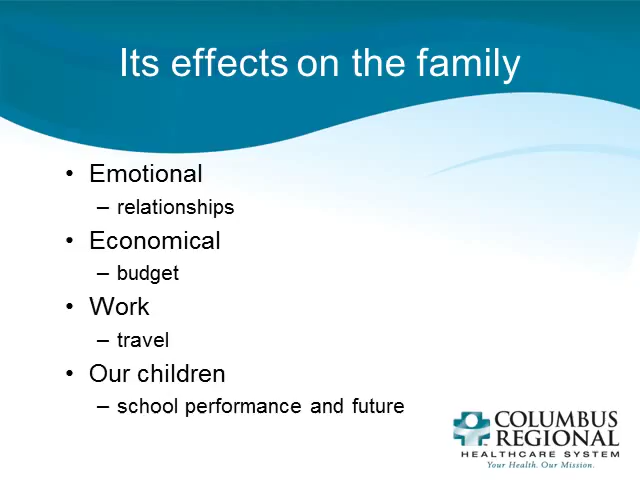 Its effects on the family
• Emotional
– relationships
• Economical
– budget
• Work
– travel
• Our children
– school performance and future
COLUMBUS
REGIONAL
HEALTHCARE SYSTEM
Your Health. Our Mission.